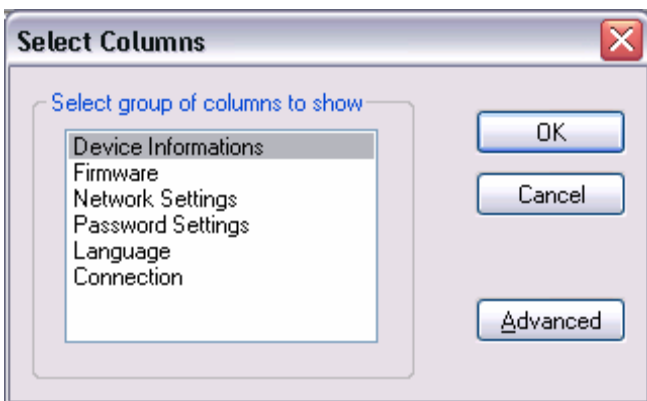 Select Columns
Select group of columns to show
Device Informations
Firmware
Network Settings
Password Settings
Language
Connection
OK
Cancel
Advanced